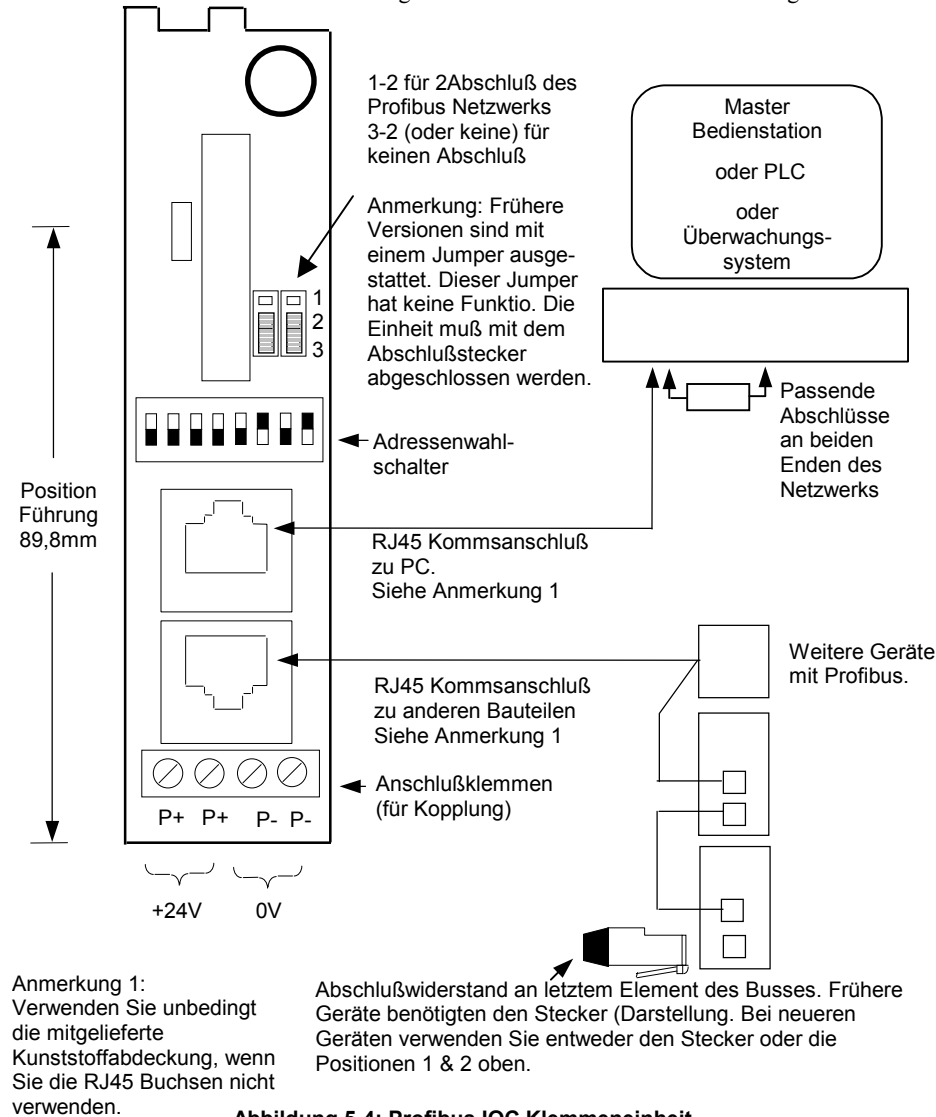 1-2 für 2Abschluß des
Profibus Netzwerks
3-2 (oder keine) für
keinen Abschluß
Anmerkung: Frühere
Versionen sind mit
einem Jumper ausge-
stattet. Dieser Jumper
hat keine Funktio. Die
Einheit muß mit dem
Abschlußstecker
abgeschlossen werden.
Master
Bedienstation
oder PLC
oder
Überwachungs-
system
1
2
3
Passende
Abschlüsse
an beiden
Enden des
Netzwerks
Adressenwahl-
schalter
Position
Führung
89,8mm
RJ45 Kommsanschluß
zu PC.
Siehe Anmerkung 1
Weitere Geräte
mit Profibus.
RJ45 Kommsanschluß
zu anderen Bauteilen
Siehe Anmerkung 1
Anschlußklemmen
(für Kopplung)
P+ P+ P- P-
+24V 0V
Anmerkung 1:
Verwenden Sie unbedingt
die mitgelieferte
Kunststoffabdeckung, wenn
Sie die RJ45 Buchsen nicht
verwenden.
Abschlußwiderstand an letztem Element des Busses. Frühere
Geräte benötigten den Stecker (Darstellung. Bei neueren
Geräten verwenden Sie entweder den Stecker oder die
Positionen 1 & 2 oben.
Abbildung 5-4: Profibus IOC Klemmeneinheit